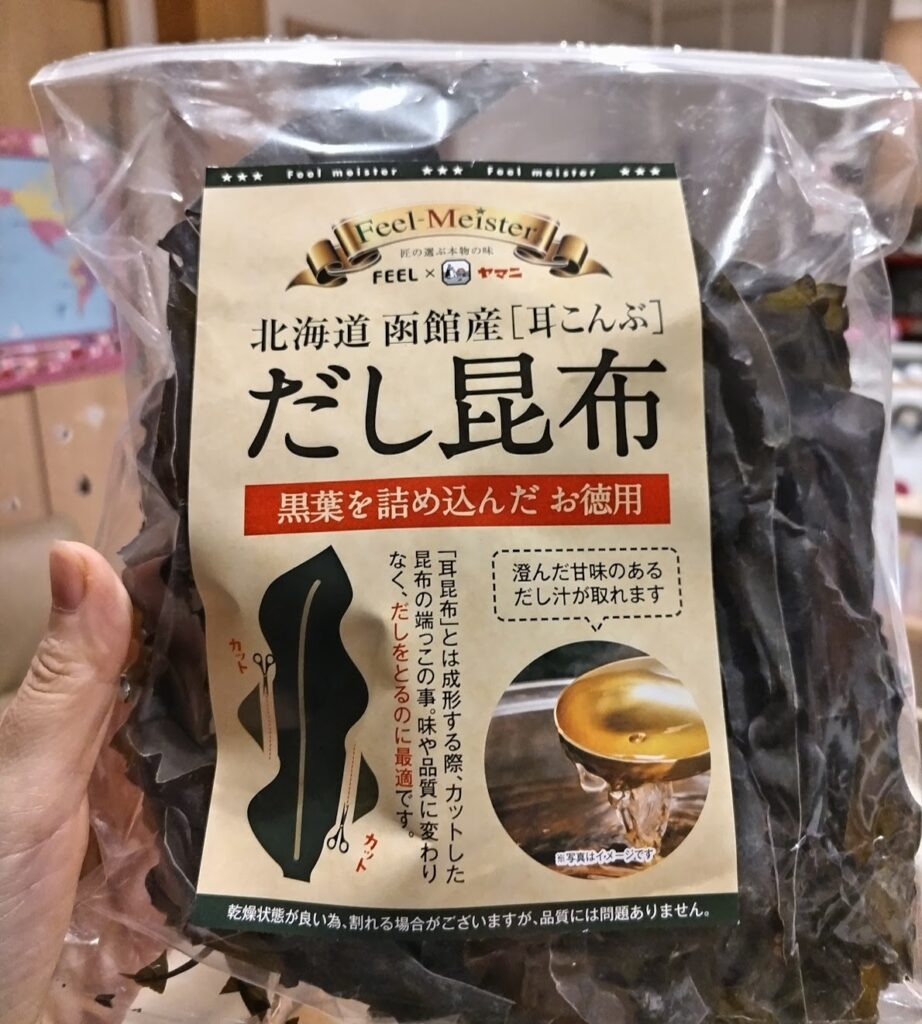 ★★★ Feel meister ★★★ Feel meister ★★★
Feel-Meister
匠の選ぶ本物の味
FEEL × ヤマニ
北海道 函館産［耳こんぶ］
だし昆布
黒葉を詰め込んだ お徳用
「耳昆布」とは成形する際、カットした
昆布の端っこの事。味や品質に変わり
なく、だしをとるのに最適です。
カット
カット
澄んだ甘味のある
だし汁が取れます
※写真はイメージです
乾燥状態が良い為、割れる場合がございますが、品質には問題ありません。